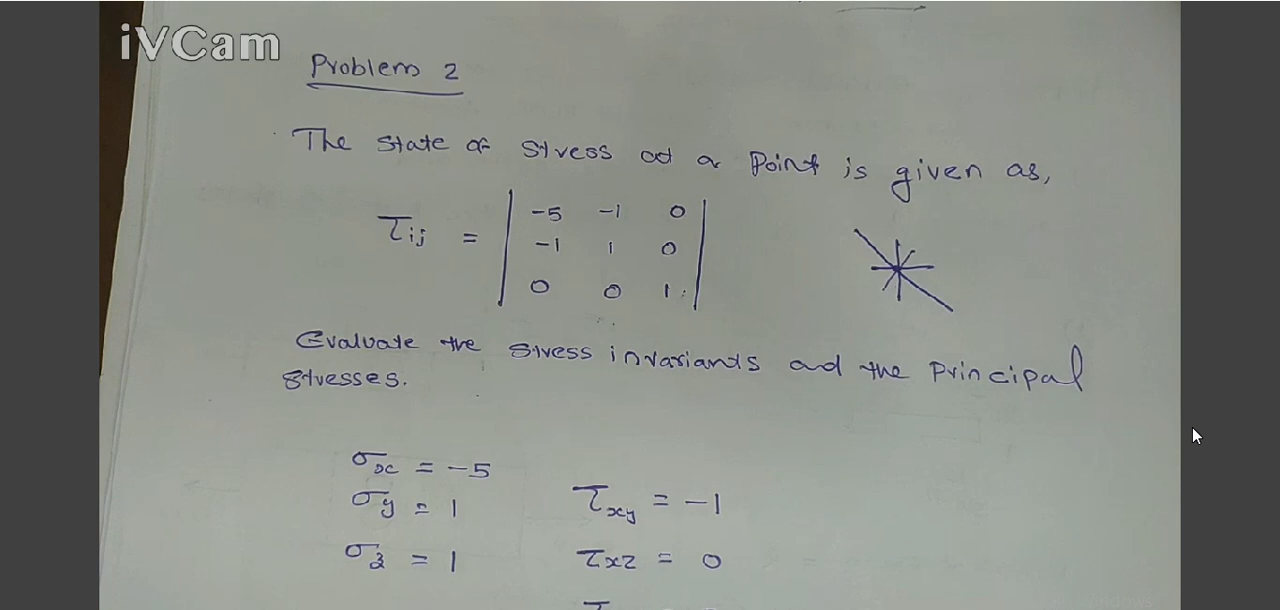 iVCam
Problem 2
The state of stress at a point is given as,
τij = | -5 -1 0 |
| -1 1 0 |
| 0 0 1 |
Evaluate the stress invariants and the principal
stresses.
σx = -5
σy = 1 τxy = -1
σz = 1 τxz = 0